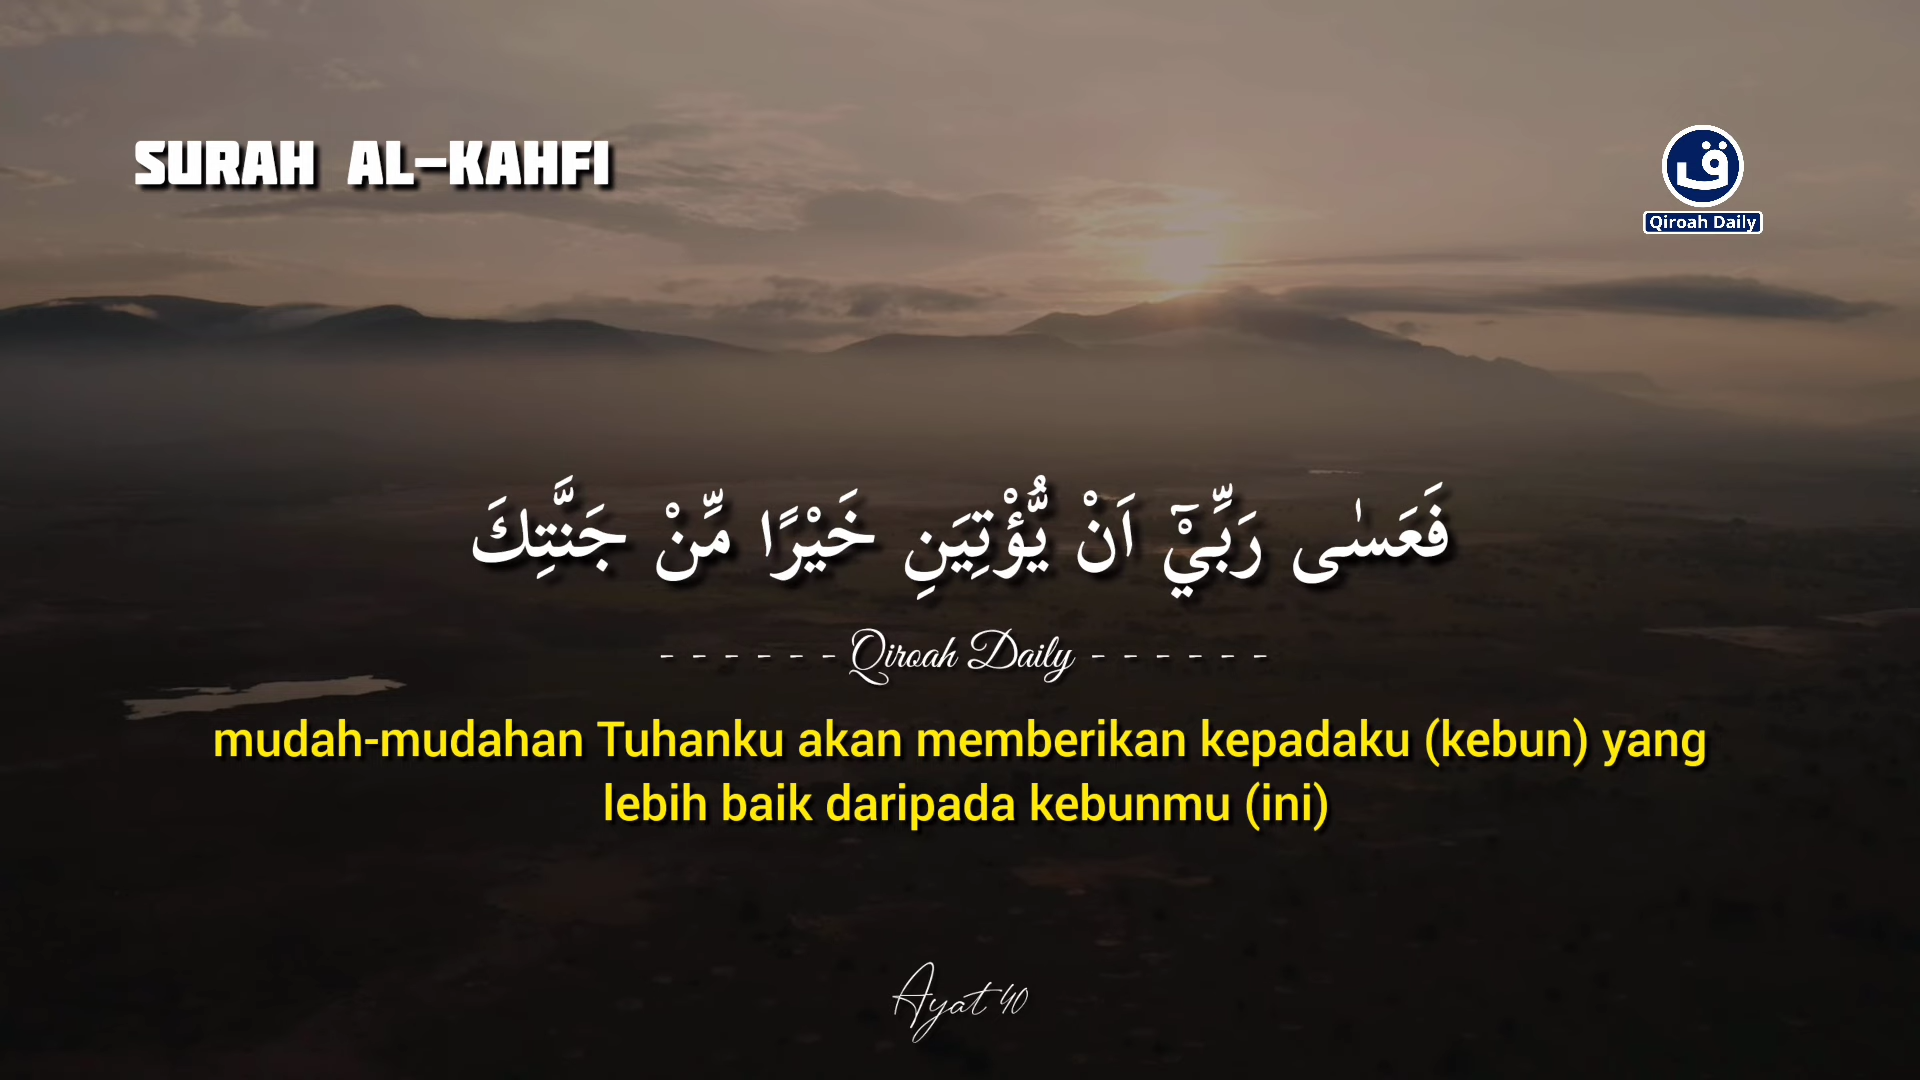 SURAH AL-KAHFI
ق
Qiroah Daily
فَعَسٰى رَبِّيْٓ اَنْ يُّؤْتِيَنِ خَيْرًا مِّنْ جَنَّتِكَ
- - - - - - Qiroah Daily - - - - - -
mudah-mudahan Tuhanku akan memberikan kepadaku (kebun) yang
lebih baik daripada kebunmu (ini)
Ayat 40